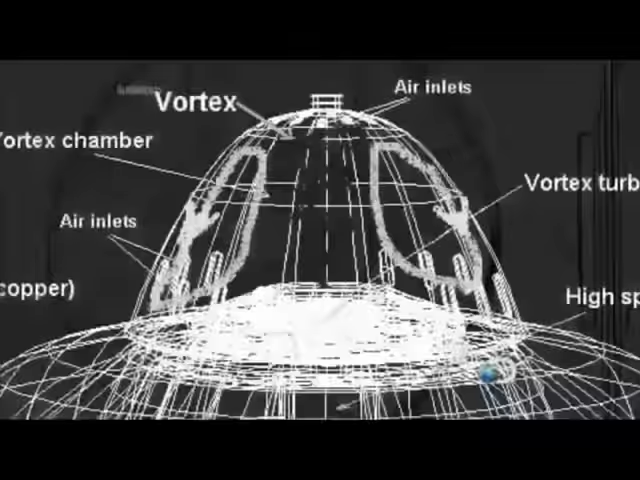 Air inlets
Vortex
Vortex chamber
Vortex turb
Air inlets
copper)
High sp